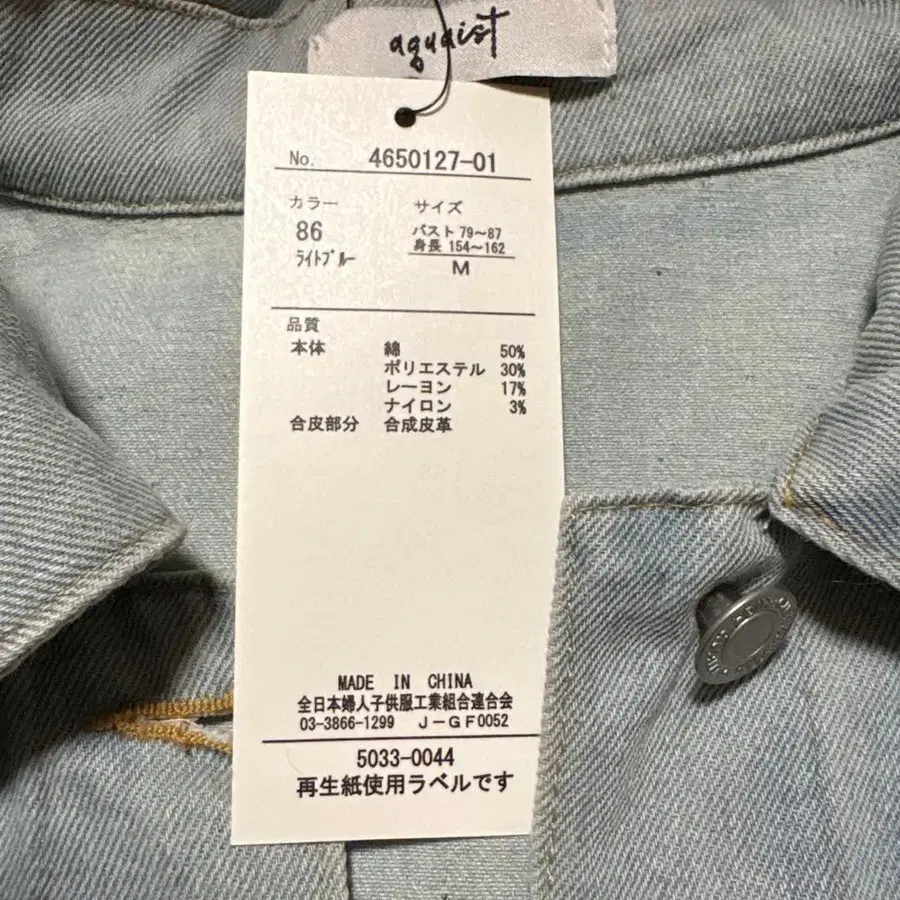 aquaist
No. 4650127-01
カラー サイズ
86 バスト 79～87
ﾗｲﾄﾌﾞﾙｰ 身長 154～162
M
品質
本体 綿 50%
ポリエステル 30%
レーヨン 17%
ナイロン 3%
合皮部分 合成皮革
MADE IN CHINA
全日本婦人子供服工業組合連合会
03-3866-1299 J-GF0052
5033-0044
再生紙使用ラベルです